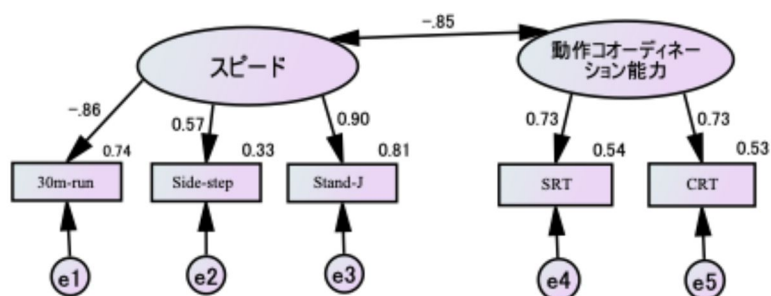 -.85
スピード
動作コオーディネー
ション能力
-.86
0.57
0.90
0.73
0.73
0.74
0.33
0.81
0.54
0.53
30m-run
Side-step
Stand-J
SRT
CRT
e1
e2
e3
e4
e5